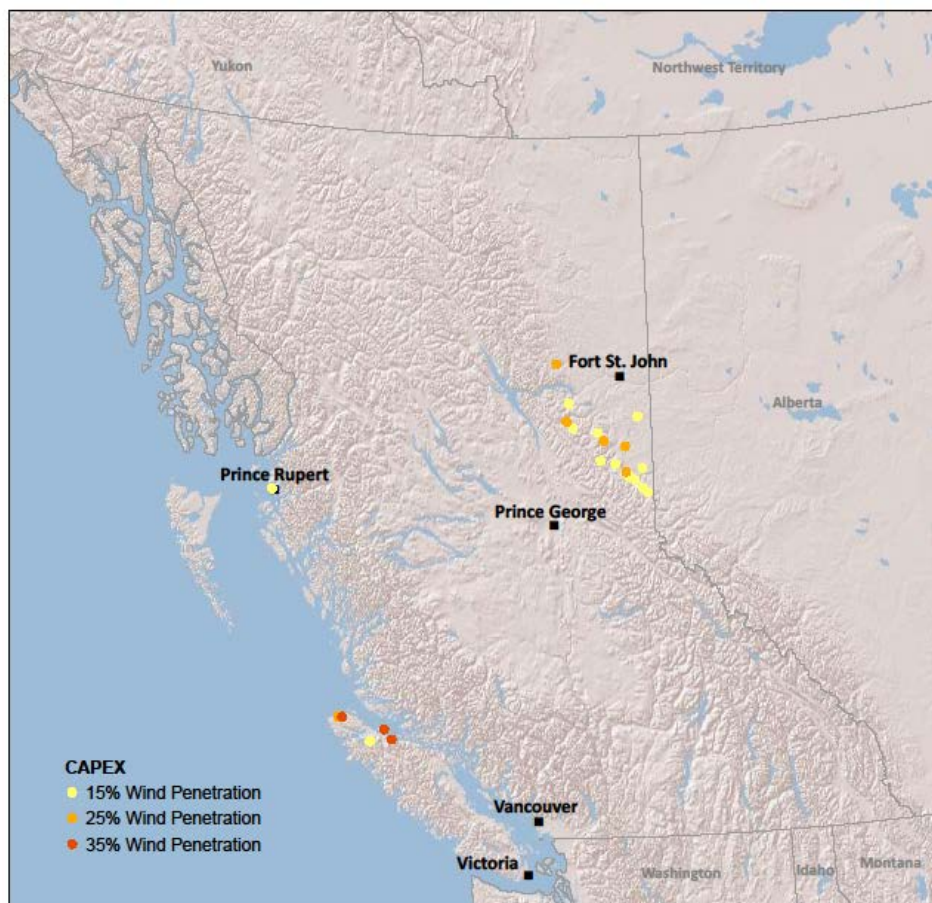 Yukon
Northwest Territory
Fort St. John
Alberta
Prince Rupert
Prince George
CAPEX
15% Wind Penetration
25% Wind Penetration
35% Wind Penetration
Vancouver
Victoria
Washington
Idaho
Montana